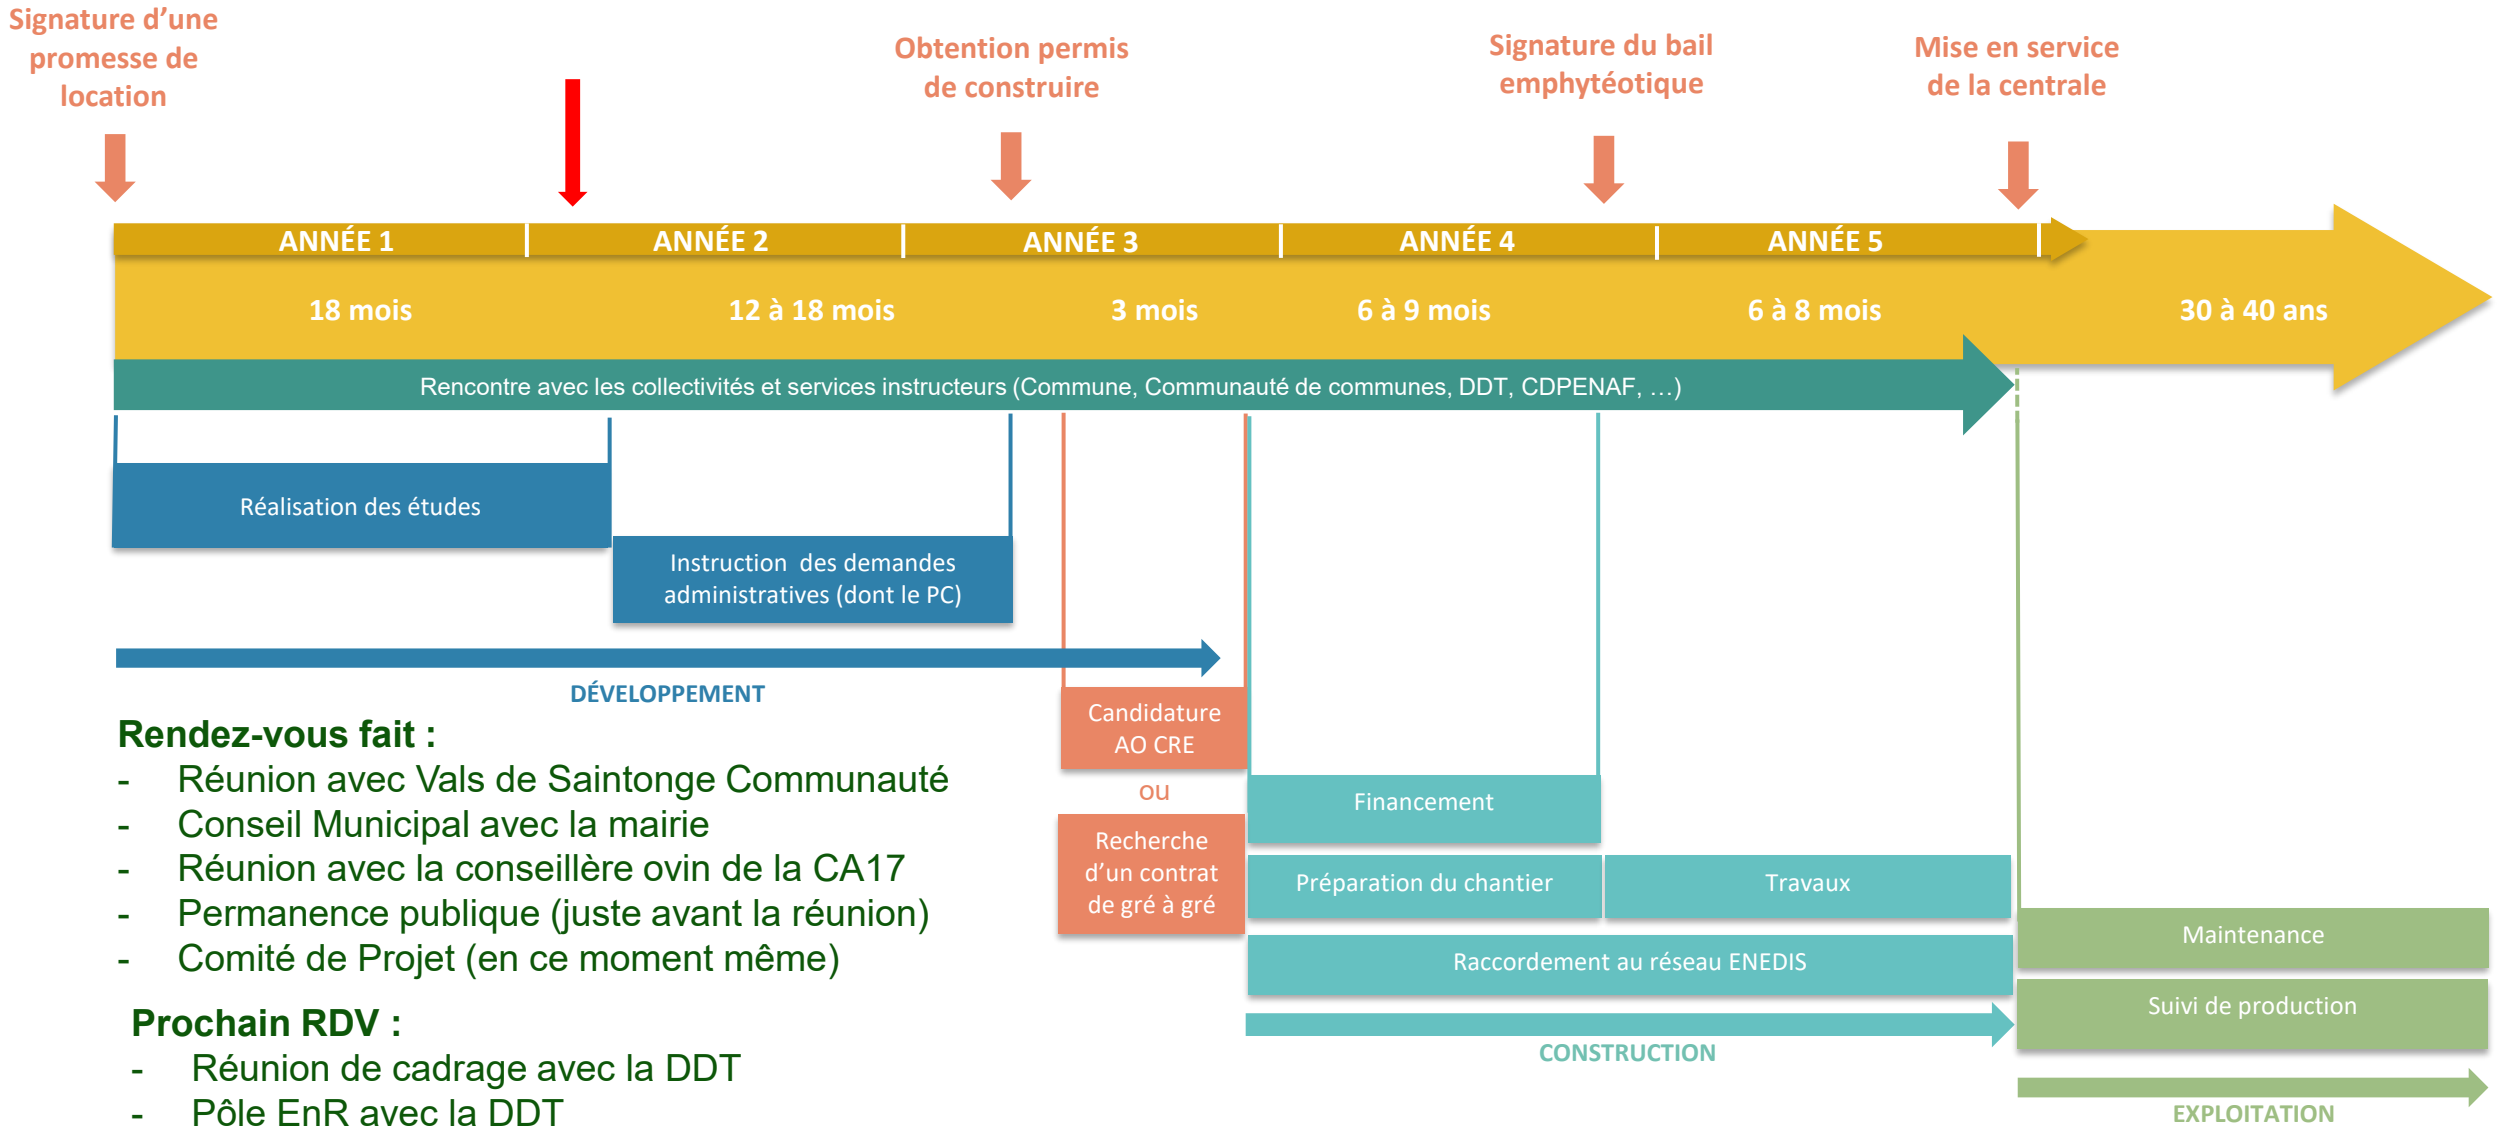 Signature d’une
promesse de
location
Obtention permis
de construire
Signature du bail
emphytéotique
Mise en service
de la centrale
ANNÉE 1
ANNÉE 2
ANNÉE 3
ANNÉE 4
ANNÉE 5
18 mois
12 à 18 mois
3 mois
6 à 9 mois
6 à 8 mois
30 à 40 ans
Rencontre avec les collectivités et services instructeurs (Commune, Communauté de communes, DDT, CDPENAF, …)
Réalisation des études
Instruction  des demandes
administratives (dont le PC)
DÉVELOPPEMENT
Candidature
AO CRE
ou
Recherche
d’un contrat
de gré à gré
Financement
Préparation du chantier
Travaux
Raccordement au réseau ENEDIS
CONSTRUCTION
Maintenance
Suivi de production
EXPLOITATION
Rendez-vous fait :
- Réunion avec Vals de Saintonge Communauté
- Conseil Municipal avec la mairie
- Réunion avec la conseillère ovin de la CA17
- Permanence publique (juste avant la réunion)
- Comité de Projet (en ce moment même)
Prochain RDV :
- Réunion de cadrage avec la DDT
- Pôle EnR avec la DDT